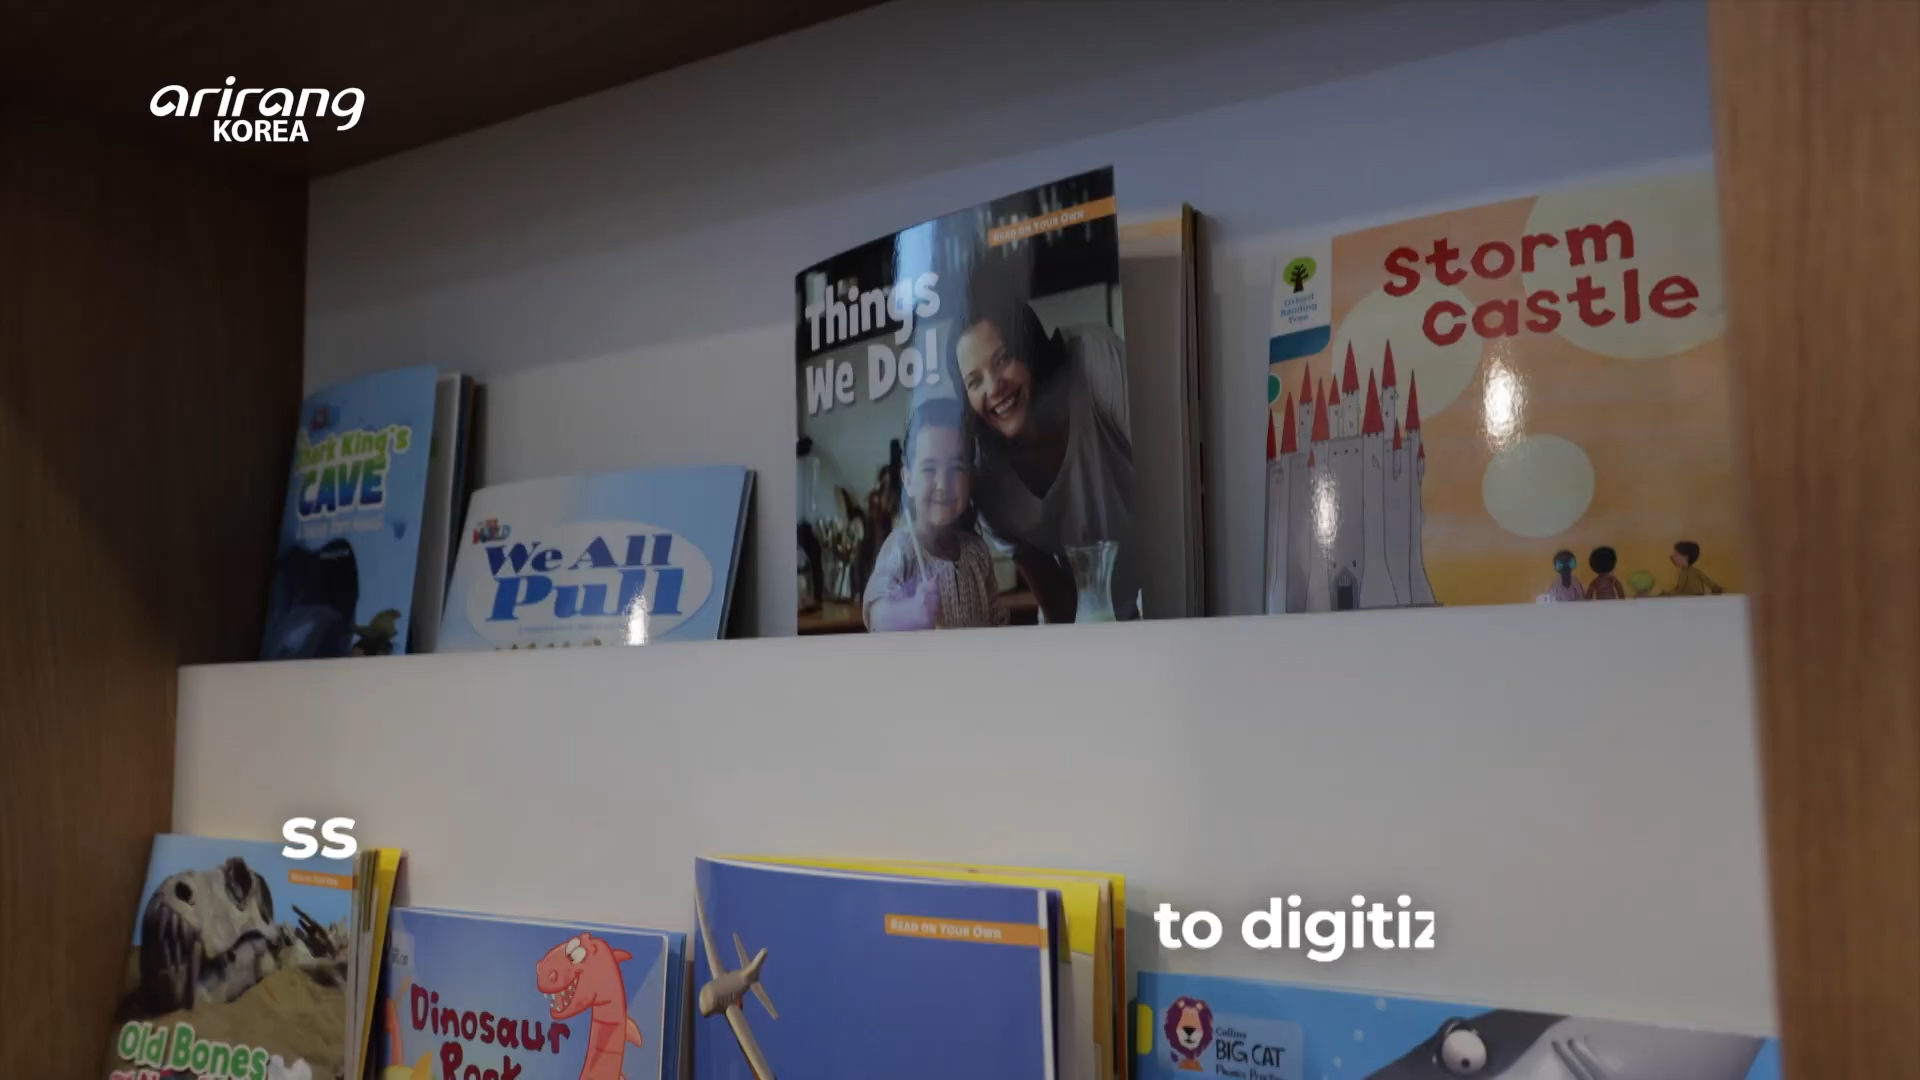 arirang
KOREA
READ ON YOUR OWN
Things
We Do!
Storm
castle
Oxford
Reading
Tree
King's
CAVE
We All
Pull
ss
to digitiz
READ ON YOUR OWN
Old Bones
Dinosaur
Rock
Collins
BIG CAT